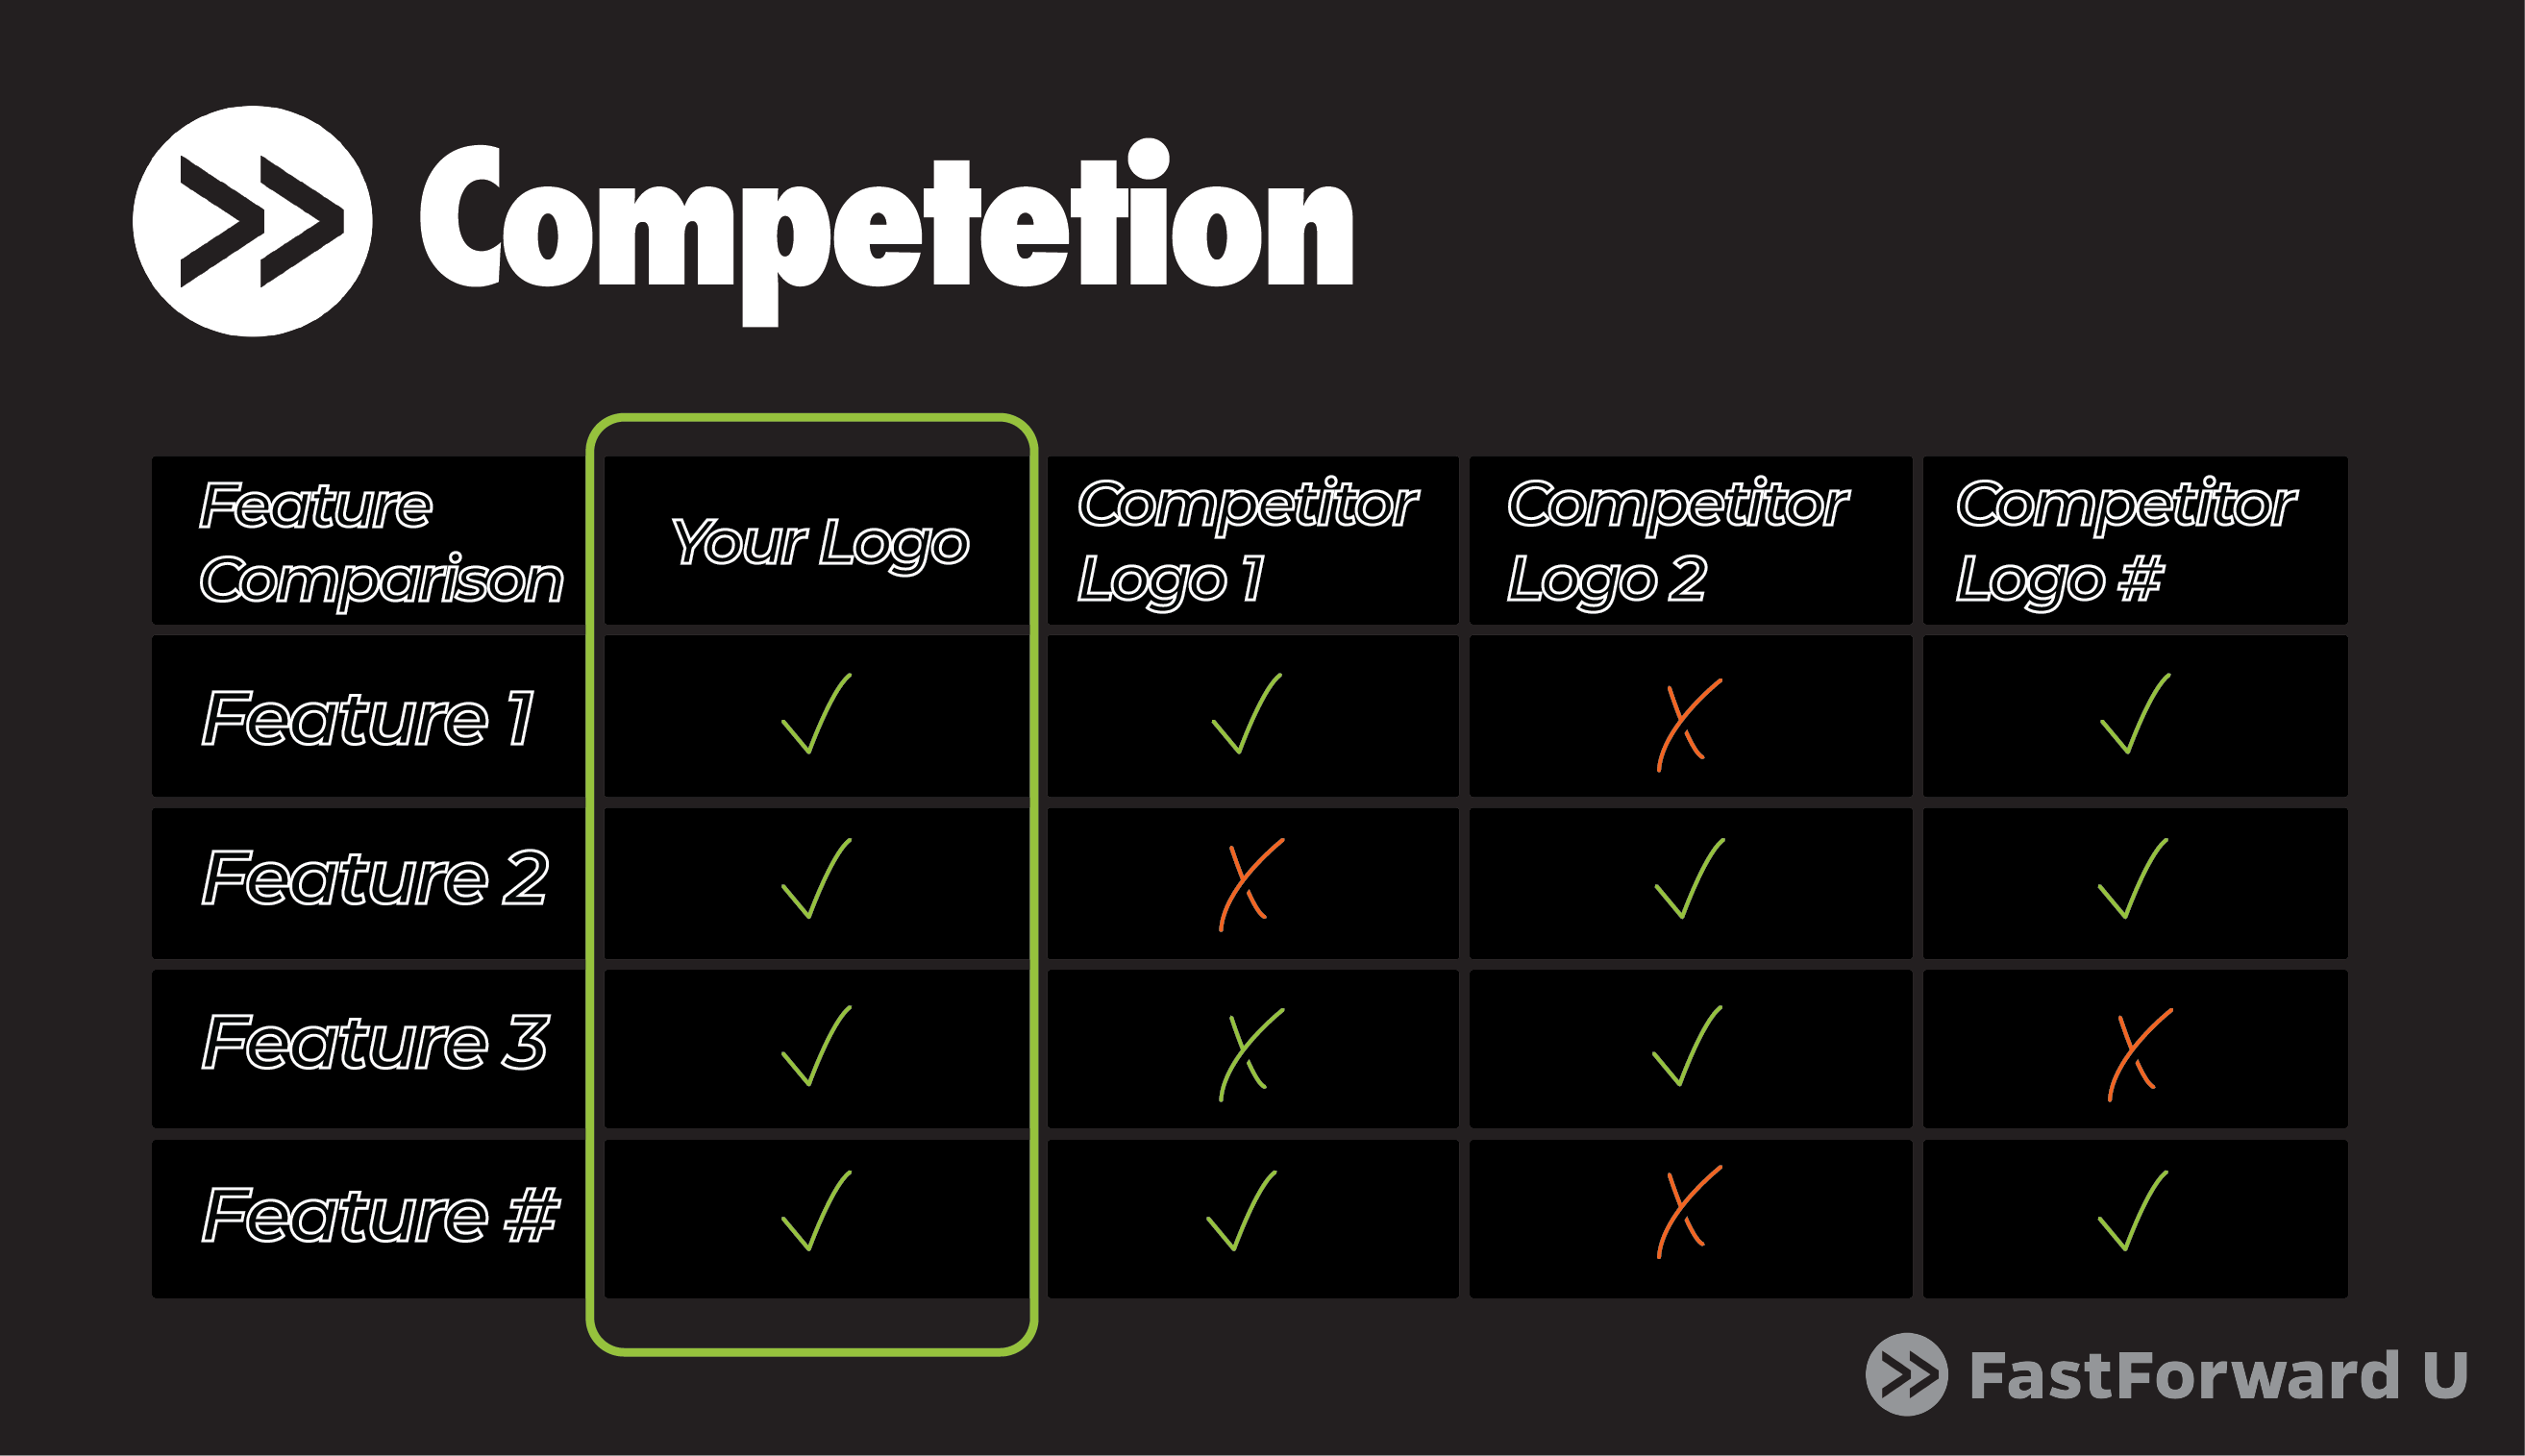 Competetion
Feature
Comparison
Your Logo
Competitor
Logo 1
Competitor
Logo 2
Competitor
Logo #
Feature 1
✓ ✓ X ✓
Feature 2
✓ X ✓ ✓
Feature 3
✓ X ✓ X
Feature #
✓ ✓ X ✓
FastForward U